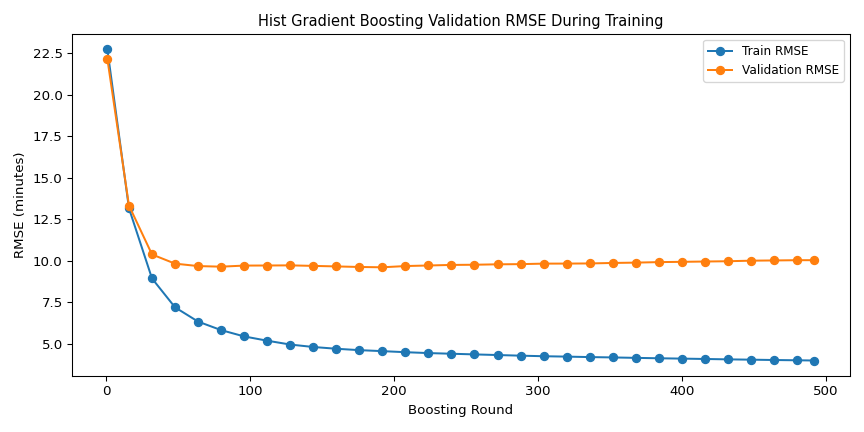 Hist Gradient Boosting Validation RMSE During Training
Train RMSE
Validation RMSE
RMSE (minutes)
22.5
20.0
17.5
15.0
12.5
10.0
7.5
5.0
0 100 200 300 400 500
Boosting Round